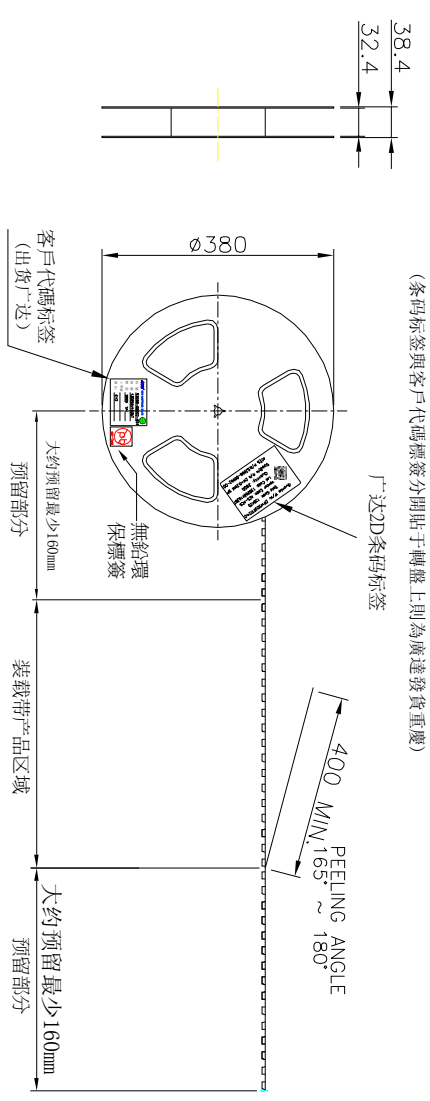 (条码标签與客戶代碼標簽分開貼于轉盤上則為廣達發貨重慶)
38.4
32.4
广达2D条码标签
PEELING ANGLE
165° ~ 180°
400 MIN.
ø380
無鉛環
保標簽
pb
客戶代碼标签
(出货广达)
大约预留最少160mm
预留部分
装载带产品区域
大约预留最少160mm
预留部分